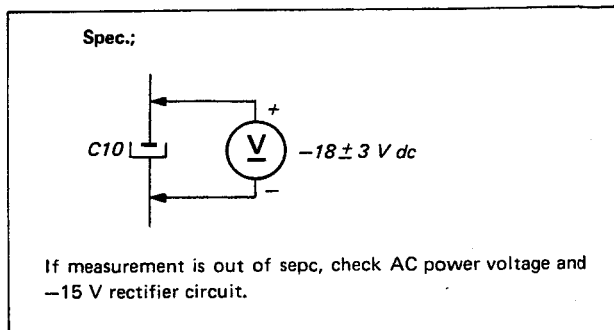 Spec.;
+
C10
V
−18 ± 3 V dc
−
If measurement is out of sepc, check AC power voltage and
−15 V rectifier circuit.